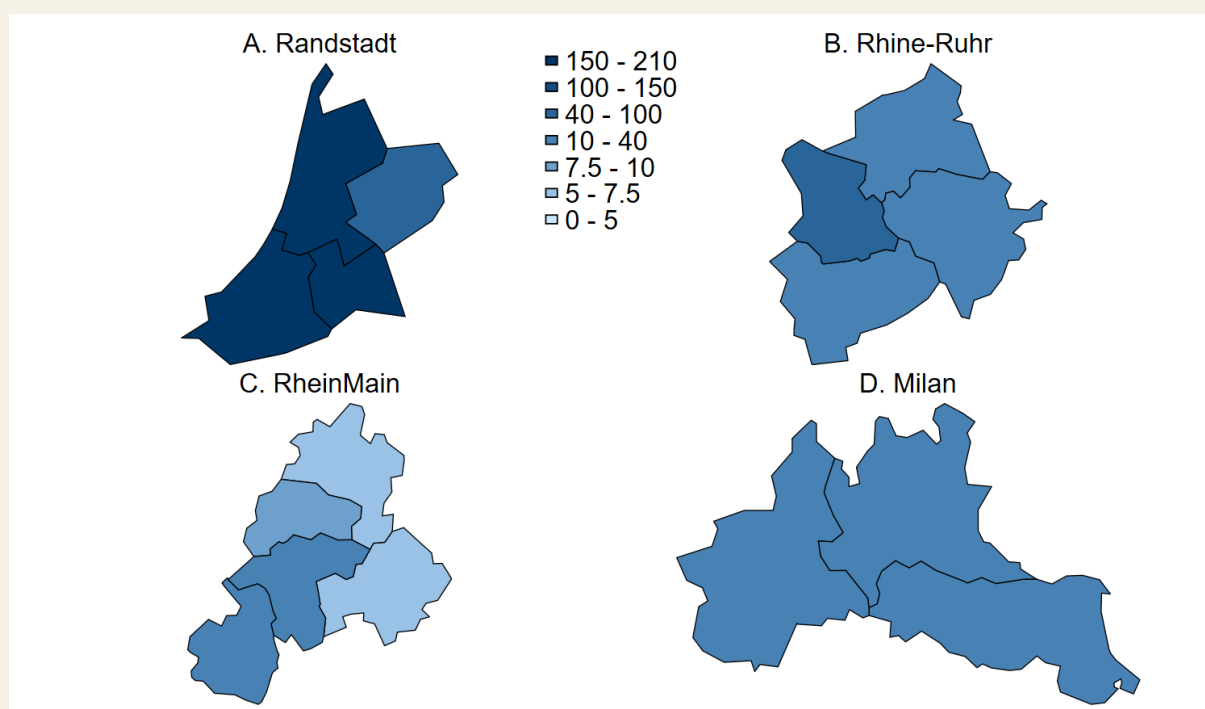 A. Randstadt
B. Rhine-Ruhr
150 - 210
100 - 150
40 - 100
10 - 40
7.5 - 10
5 - 7.5
0 - 5
C. RheinMain
D. Milan